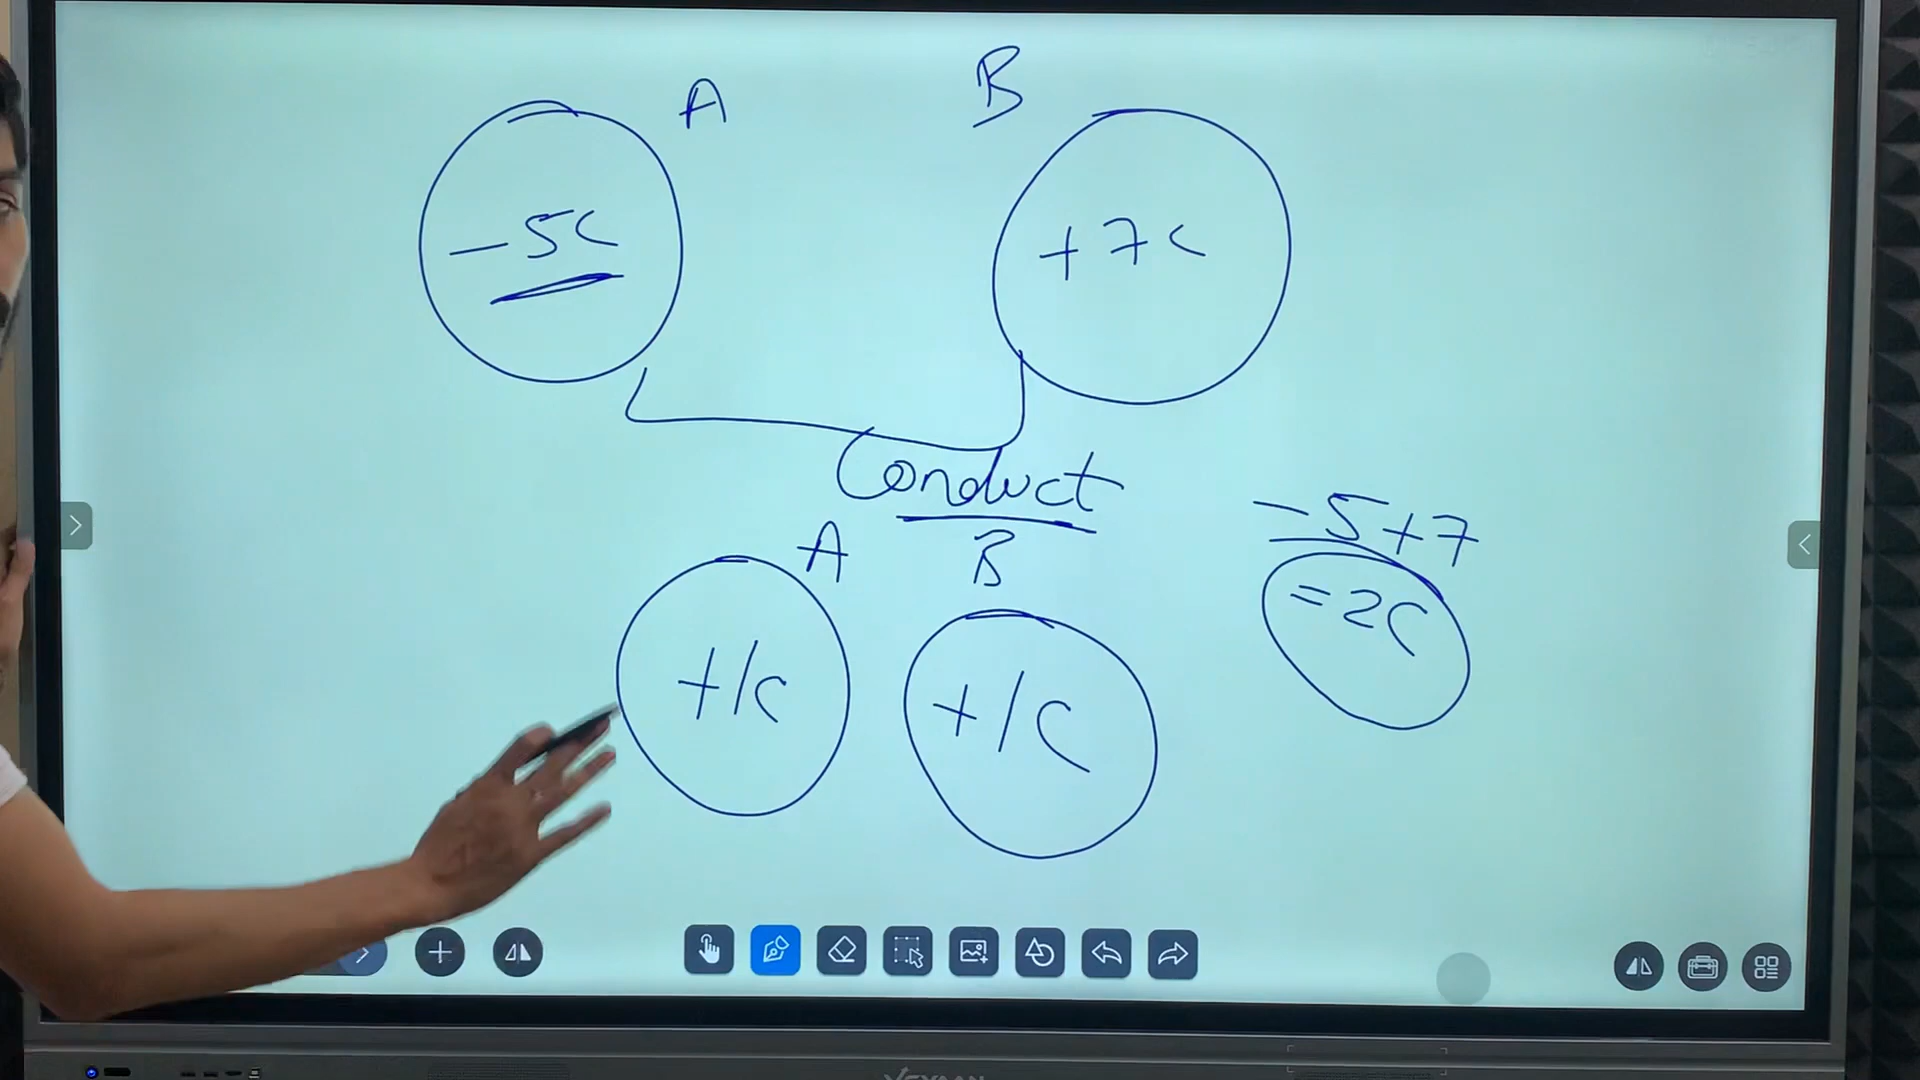 A
B
-5C
+7C
Conduct
-5+7
=2C
A
B
+1C
+1C